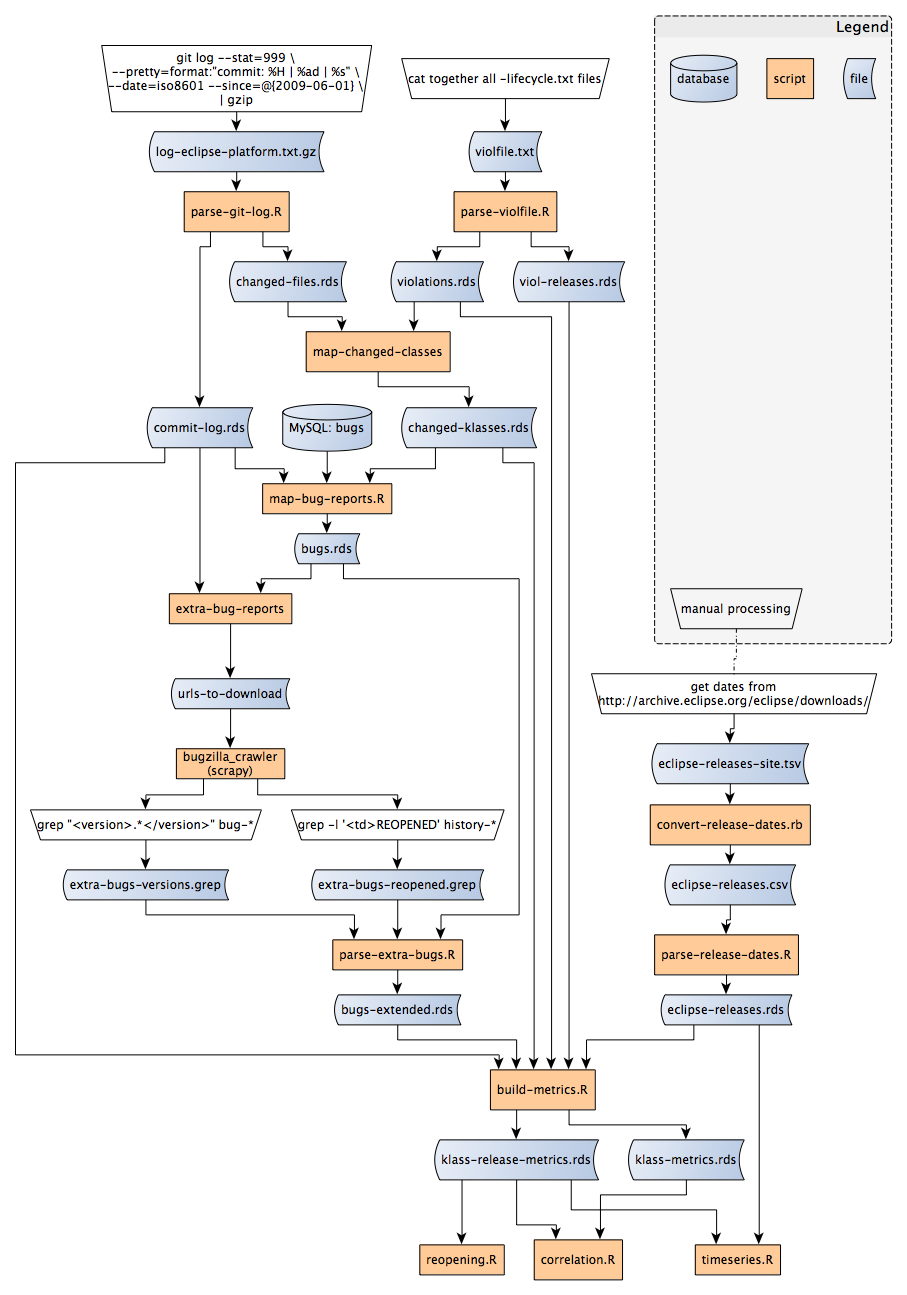 Legend
database
script
file
git log --stat=999 \
--pretty=format:"commit: %H | %ad | %s" \
--date=iso8601 --since=@{2009-06-01} \
| gzip
cat together all -lifecycle.txt files
log-eclipse-platform.txt.gz
violfile.txt
parse-git-log.R
parse-violfile.R
changed-files.rds
violations.rds
viol-releases.rds
map-changed-classes
commit-log.rds
MySQL: bugs
changed-klasses.rds
map-bug-reports.R
bugs.rds
extra-bug-reports
manual processing
urls-to-download
get dates from
http://archive.eclipse.org/eclipse/downloads/
bugzilla_crawler
(scrapy)
eclipse-releases-site.tsv
grep "<version>.*</version>" bug-*
grep -l '<td>REOPENED' history-*
convert-release-dates.rb
extra-bugs-versions.grep
extra-bugs-reopened.grep
eclipse-releases.csv
parse-extra-bugs.R
parse-release-dates.R
bugs-extended.rds
eclipse-releases.rds
build-metrics.R
klass-release-metrics.rds
klass-metrics.rds
reopening.R
correlation.R
timeseries.R